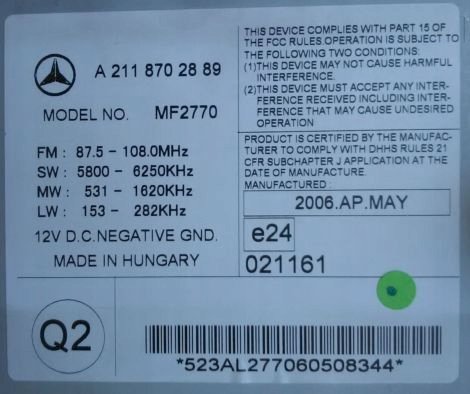 A 211 870 28 89
MODEL NO. MF2770
FM : 87.5 - 108.0MHz
SW : 5800 - 6250KHz
MW : 531 - 1620KHz
LW : 153 - 282KHz
12V D.C.NEGATIVE GND.
MADE IN HUNGARY
THIS DEVICE COMPLIES WITH PART 15 OF
THE FCC RULES.OPERATION IS SUBJECT TO
THE FOLLOWING TWO CONDITIONS:
(1)THIS DEVICE MAY NOT CAUSE HARMFUL
INTERFERENCE.
(2)THIS DEVICE MUST ACCEPT ANY INTER-
FERENCE RECEIVED INCLUDING INTER-
FERENCE THAT MAY CAUSE UNDESIRED
OPERATION
PRODUCT IS CERTIFIED BY THE MANUFAC-
TURER TO COMPLY WITH DHHS RULES 21
CFR SUBCHAPTER J APPLICATION AT THE
DATE OF MANUFACTURE.
MANUFACTURED :
2006.AP.MAY
e24
021161
Q2
*523AL277060508344*